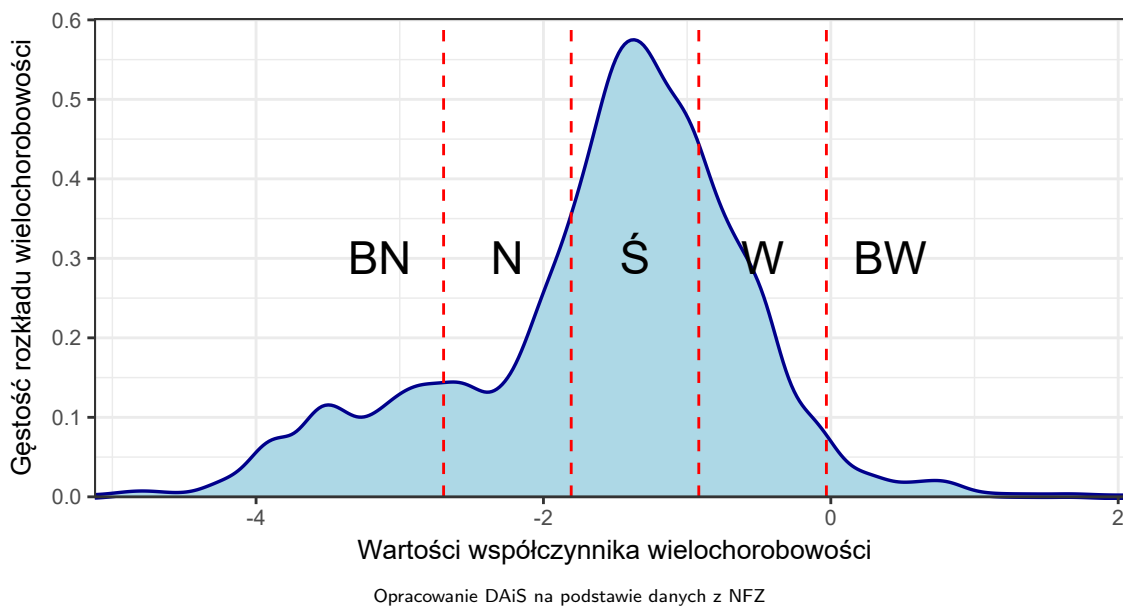 0.6
0.5
0.4
0.3
0.2
0.1
0.0
Gęstość rozkładu wielochorobowości
BN N Ś W BW
-4 -2 0 2
Wartości współczynnika wielochorobowości
Opracowanie DAiS na podstawie danych z NFZ